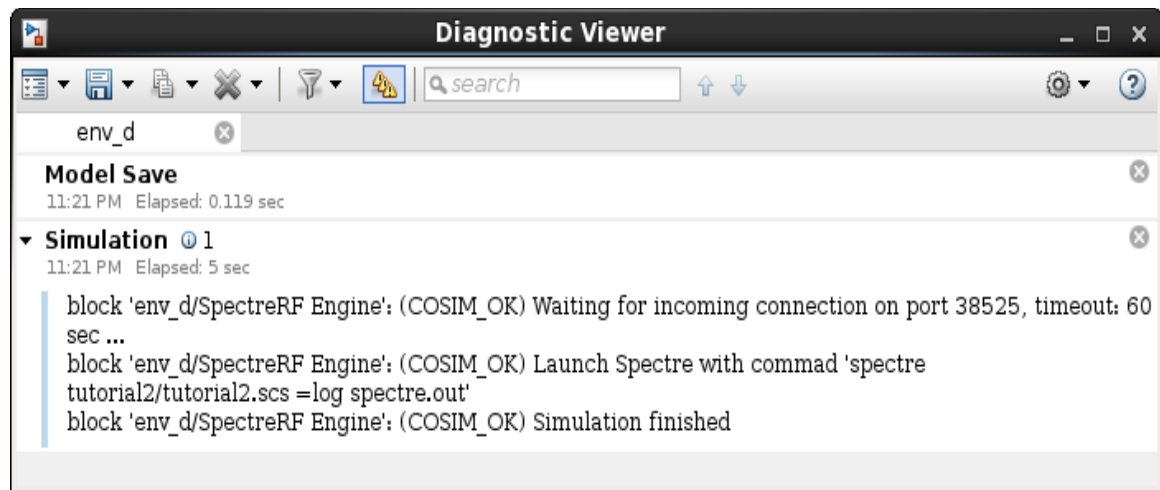 Diagnostic Viewer
search
env_d
Model Save
11:21 PM Elapsed: 0.119 sec
Simulation 1
11:21 PM Elapsed: 5 sec
block 'env_d/SpectreRF Engine': (COSIM_OK) Waiting for incoming connection on port 38525, timeout: 60
sec ...
block 'env_d/SpectreRF Engine': (COSIM_OK) Launch Spectre with commad 'spectre
tutorial2/tutorial2.scs =log spectre.out'
block 'env_d/SpectreRF Engine': (COSIM_OK) Simulation finished